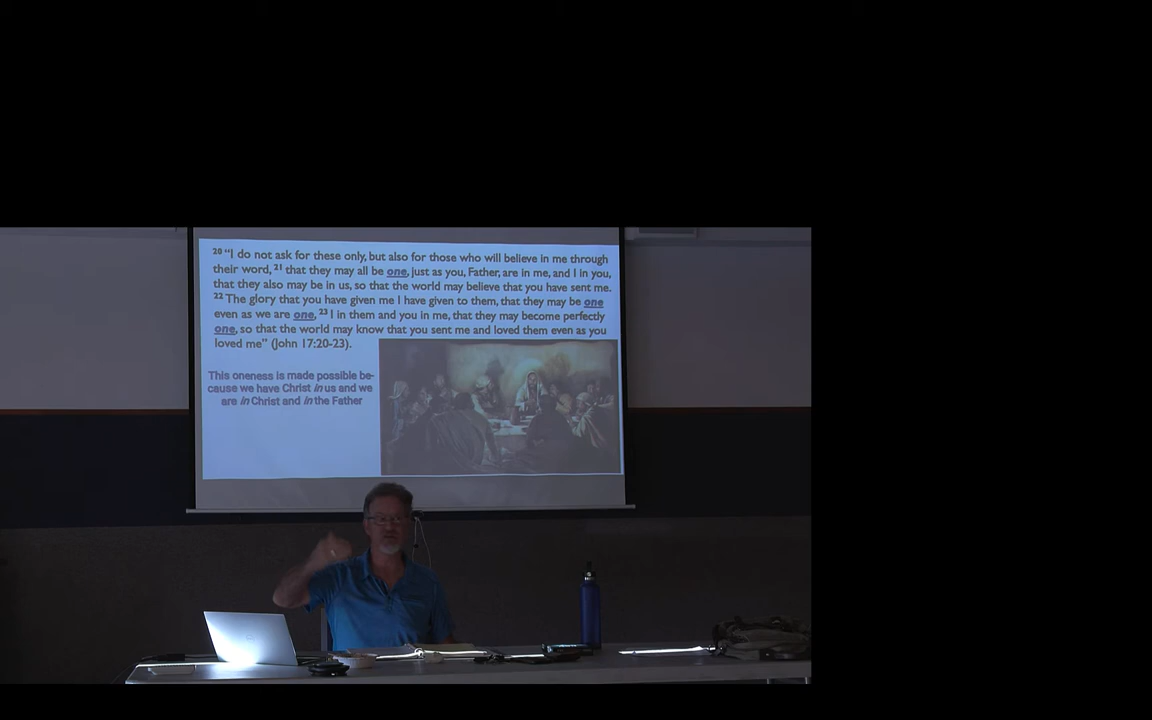 20 “I do not ask for these only, but also for those who will believe in me through
their word, 21 that they may all be one, just as you, Father, are in me, and I in you,
that they also may be in us, so that the world may believe that you have sent me.
22 The glory that you have given me I have given to them, that they may be one
even as we are one, 23 I in them and you in me, that they may become perfectly
one, so that the world may know that you sent me and loved them even as you
loved me” (John 17:20-23).
This oneness is made possible be-
cause we have Christ in us and we
are in Christ and in the Father